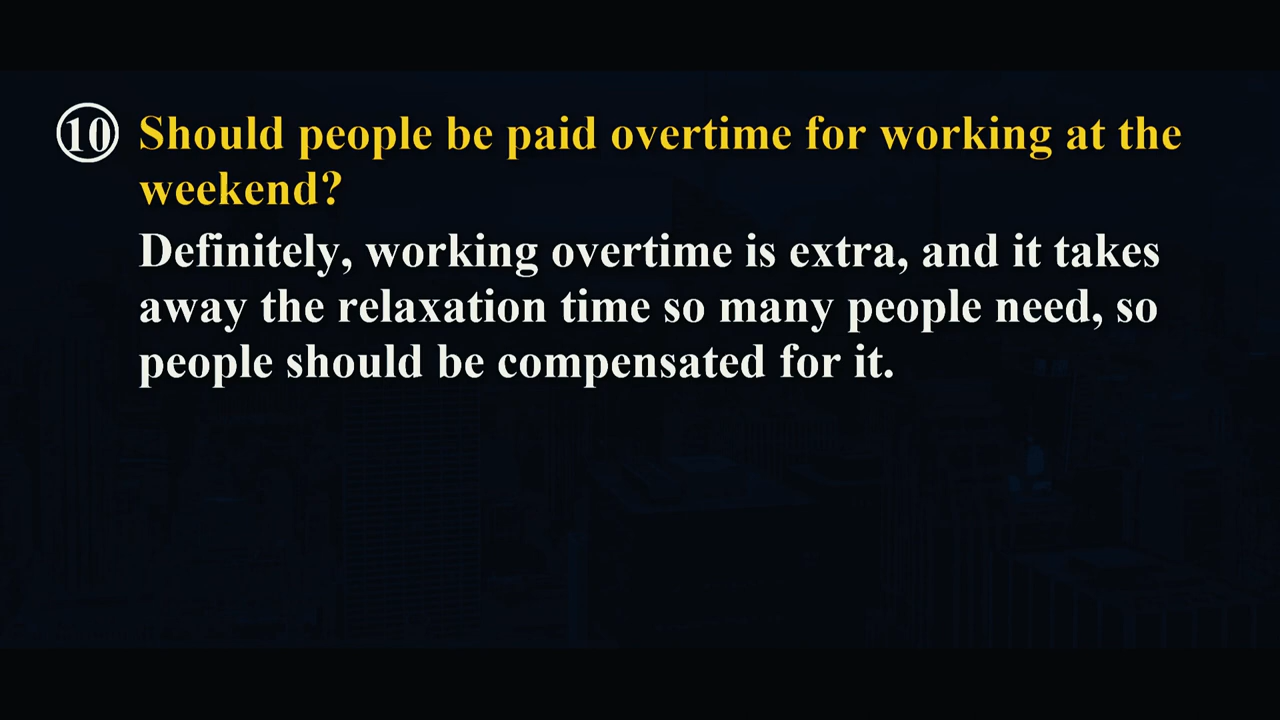 ⑩ Should people be paid overtime for working at the
weekend?
Definitely, working overtime is extra, and it takes
away the relaxation time so many people need, so
people should be compensated for it.